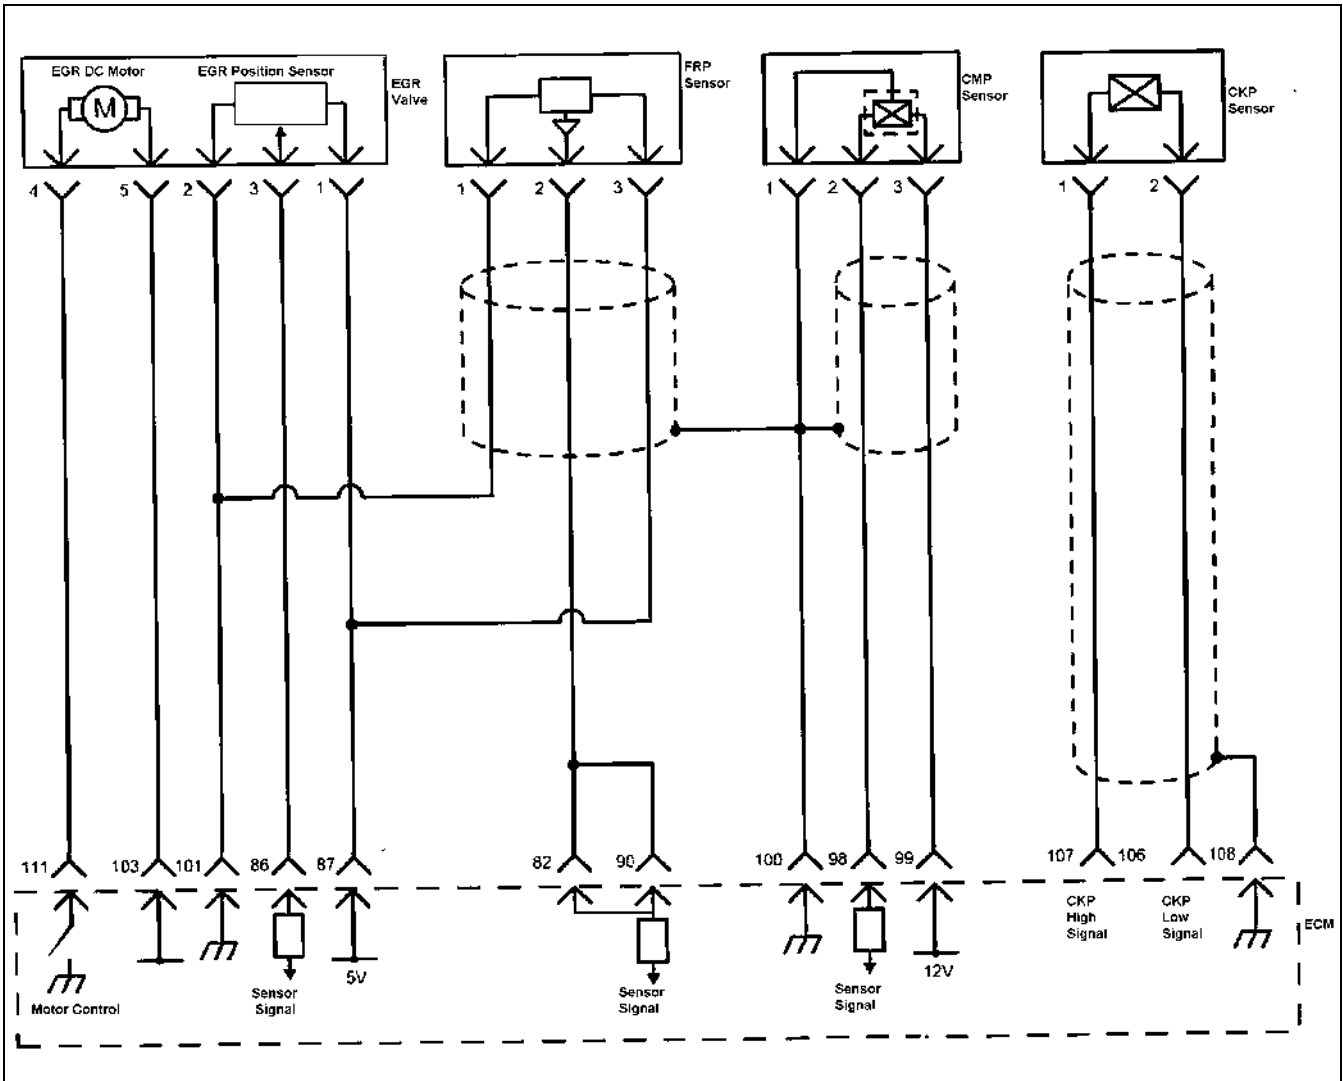 EGR DC Motor
EGR Position Sensor
M
EGR
Valve
FRP
Sensor
CMP
Sensor
CKP
Sensor
4 5 2 3 1 1 2 3 1 2 3 1 2
111 103 101 86 87 82 90 100 98 99 107 106 108
CKP
High
Signal
CKP
Low
Signal
ECM
5V
12V
Motor Control
Sensor
Signal
Sensor
Signal
Sensor
Signal